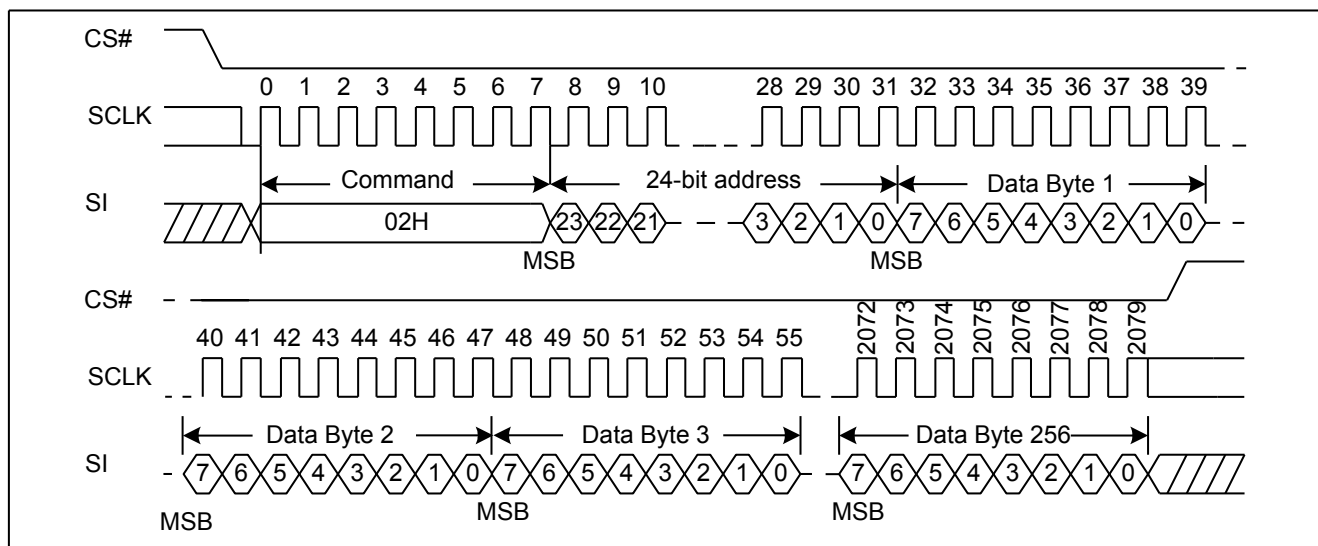 CS#
0 1 2 3 4 5 6 7 8 9 10 28 29 30 31 32 33 34 35 36 37 38 39
SCLK
Command 24-bit address Data Byte 1
SI 02H 23 22 21 3 2 1 0 7 6 5 4 3 2 1 0
MSB MSB
CS#
40 41 42 43 44 45 46 47 48 49 50 51 52 53 54 55 2072 2073 2074 2075 2076 2077 2078 2079
SCLK
Data Byte 2 Data Byte 3 Data Byte 256
SI 7 6 5 4 3 2 1 0 7 6 5 4 3 2 1 0 7 6 5 4 3 2 1 0
MSB MSB MSB